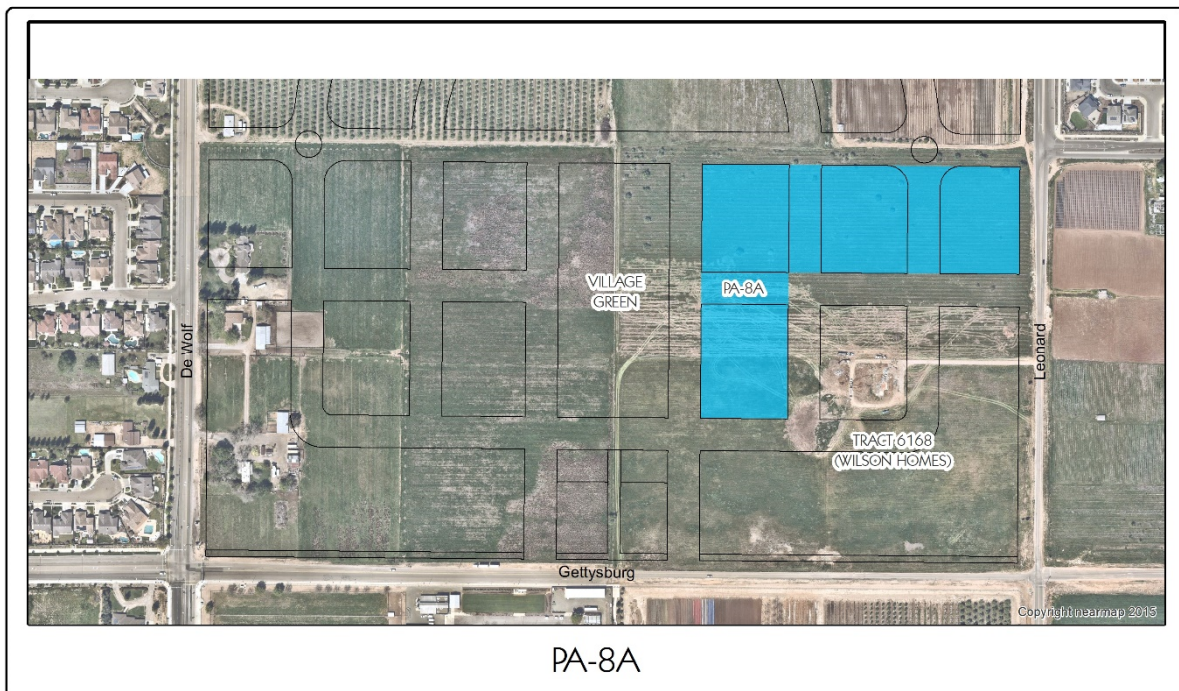 VILLAGE
GREEN
PA-8A
De Wolf
Leonard
TRACT 6168
(WILSON HOMES)
Gettysburg
Copyright nearmap 2015
PA-8A